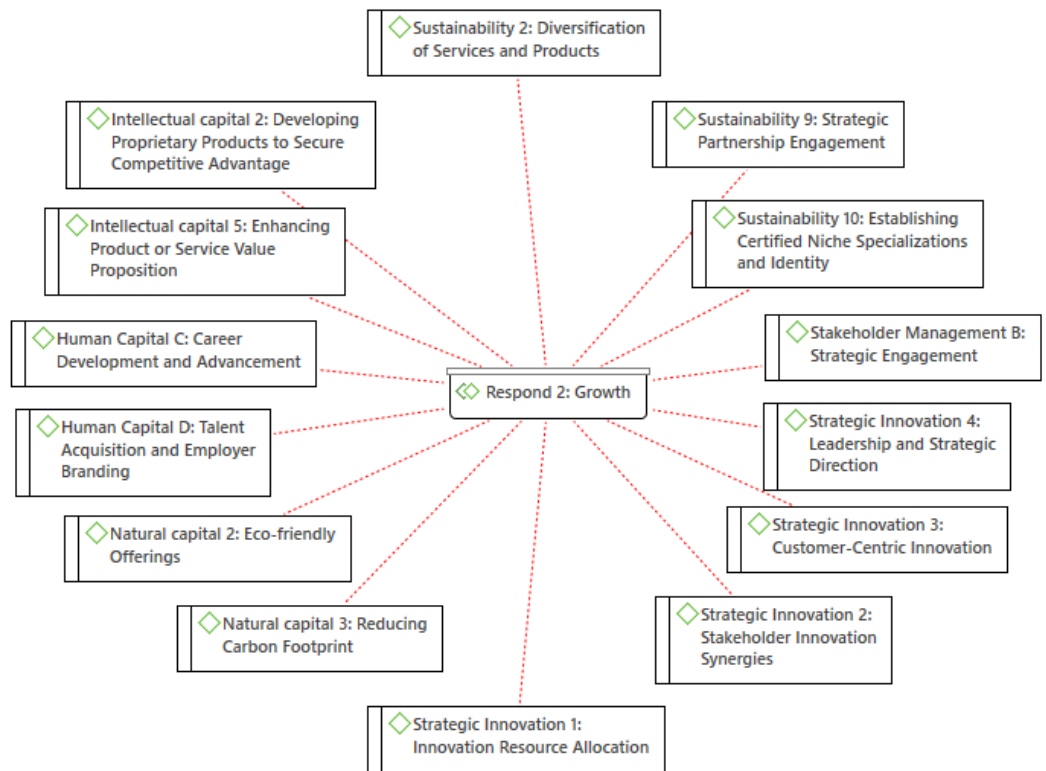 Sustainability 2: Diversification
of Services and Products
Intellectual capital 2: Developing
Proprietary Products to Secure
Competitive Advantage
Sustainability 9: Strategic
Partnership Engagement
Intellectual capital 5: Enhancing
Product or Service Value
Proposition
Sustainability 10: Establishing
Certified Niche Specializations
and Identity
Human Capital C: Career
Development and Advancement
Stakeholder Management B:
Strategic Engagement
Respond 2: Growth
Human Capital D: Talent
Acquisition and Employer
Branding
Strategic Innovation 4:
Leadership and Strategic
Direction
Natural capital 2: Eco-friendly
Offerings
Strategic Innovation 3:
Customer-Centric Innovation
Natural capital 3: Reducing
Carbon Footprint
Strategic Innovation 2:
Stakeholder Innovation
Synergies
Strategic Innovation 1:
Innovation Resource Allocation